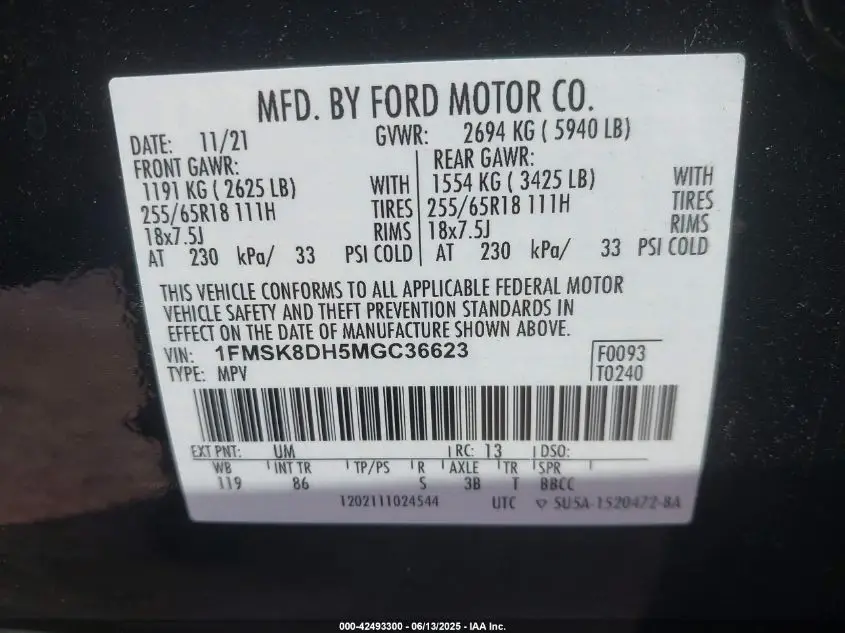 MFD. BY FORD MOTOR CO.
DATE: 11/21 GVWR: 2694 KG ( 5940 LB)
FRONT GAWR: REAR GAWR:
1191 KG ( 2625 LB) WITH 1554 KG ( 3425 LB) WITH
255/65R18 111H TIRES 255/65R18 111H TIRES
18x7.5J RIMS 18x7.5J RIMS
AT 230 kPa/ 33 PSI COLD AT 230 kPa/ 33 PSI COLD
THIS VEHICLE CONFORMS TO ALL APPLICABLE FEDERAL MOTOR
VEHICLE SAFETY AND THEFT PREVENTION STANDARDS IN
EFFECT ON THE DATE OF MANUFACTURE SHOWN ABOVE.
VIN: 1FMSK8DH5MGC36623 F0093
TYPE: MPV T0240
EXT PNT: UM RC: 13 DSO:
WB INT TR TP/PS R AXLE TR SPR
119 86 S 3B T BBCC
1202111024544 UTC ▽ SU5A-1520472-8A
000-42493300 - 06/13/2025 - IAA Inc.